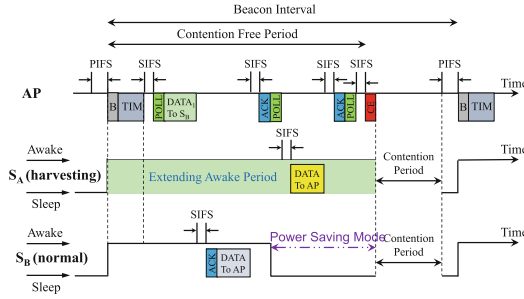 Beacon Interval
Contention Free Period
PIFS SIFS SIFS SIFS SIFS PIFS
AP
Time
B TIM POLL DATA1 To SB ACK POLL ACK POLL CE B TIM
SIFS
Awake
SA (harvesting)
Sleep
Extending Awake Period
DATA
To AP
Contention
Period
Time
SIFS
Awake
SB (normal)
Sleep
ACK
DATA
To AP
Power Saving Mode
Contention
Period
Time